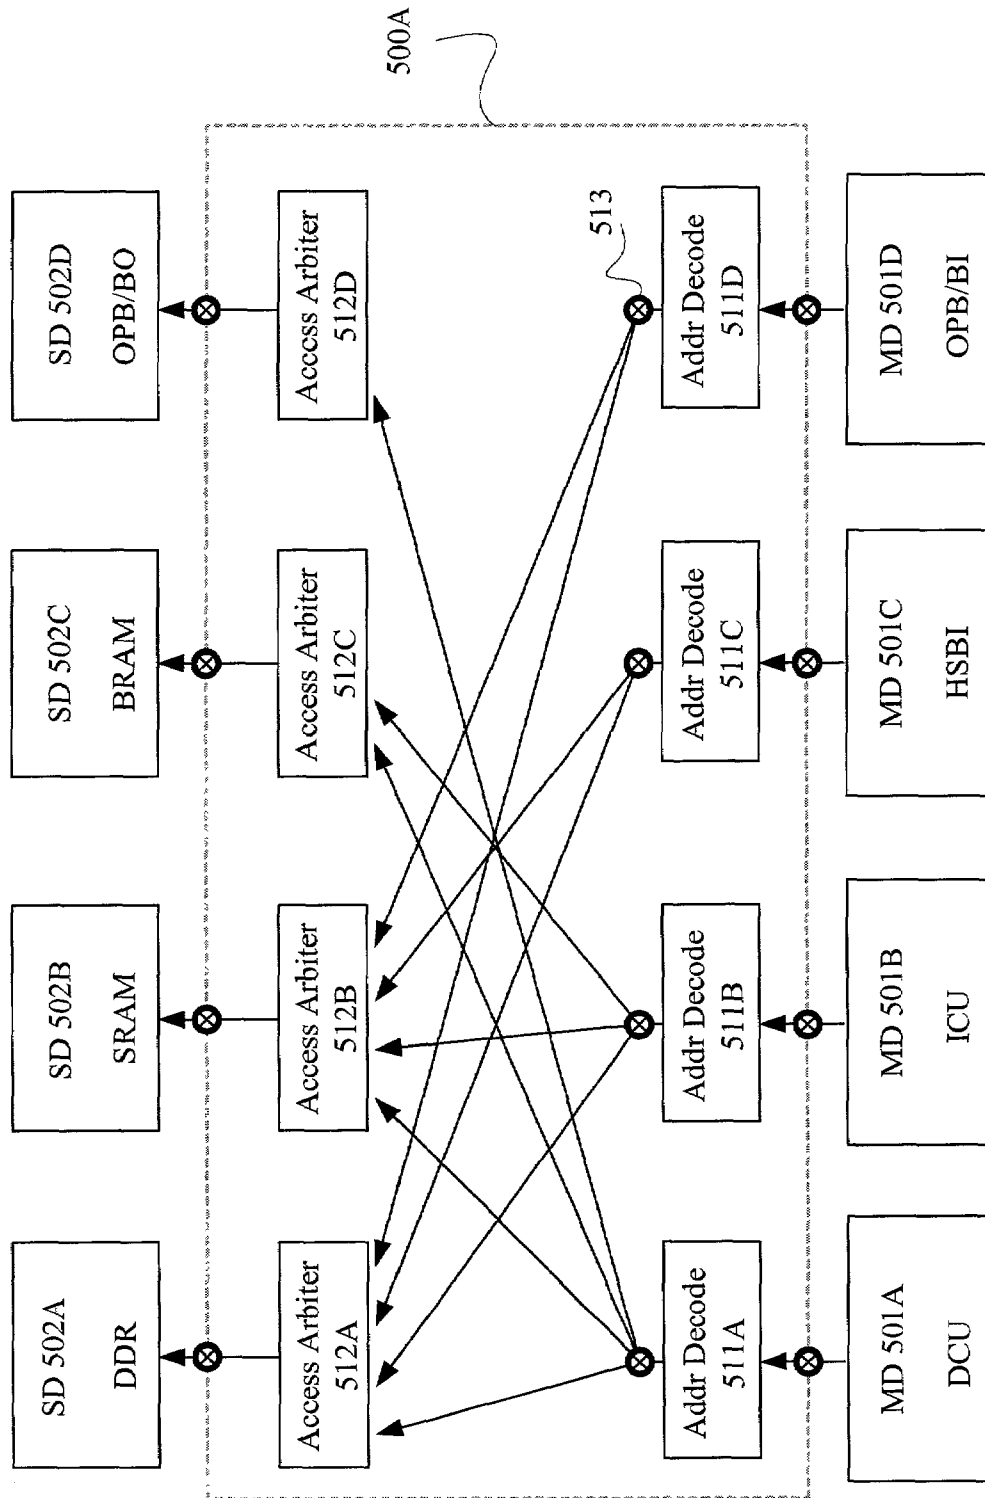 SD 502A
DDR
SD 502B
SRAM
SD 502C
BRAM
SD 502D
OPB/BO
500A
Access Arbiter
512A
Access Arbiter
512B
Access Arbiter
512C
Access Arbiter
512D
513
Addr Decode
511A
Addr Decode
511B
Addr Decode
511C
Addr Decode
511D
MD 501A
DCU
MD 501B
ICU
MD 501C
HSBI
MD 501D
OPB/BI